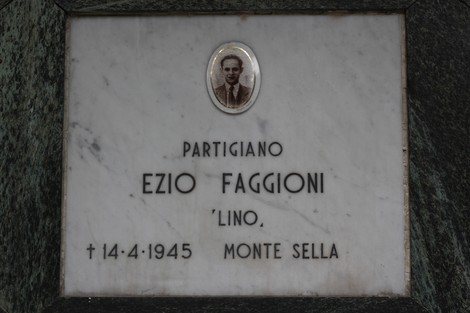 PARTIGIANO
EZIO FAGGIONI
'LINO,
†14·4·1945 MONTE SELLA